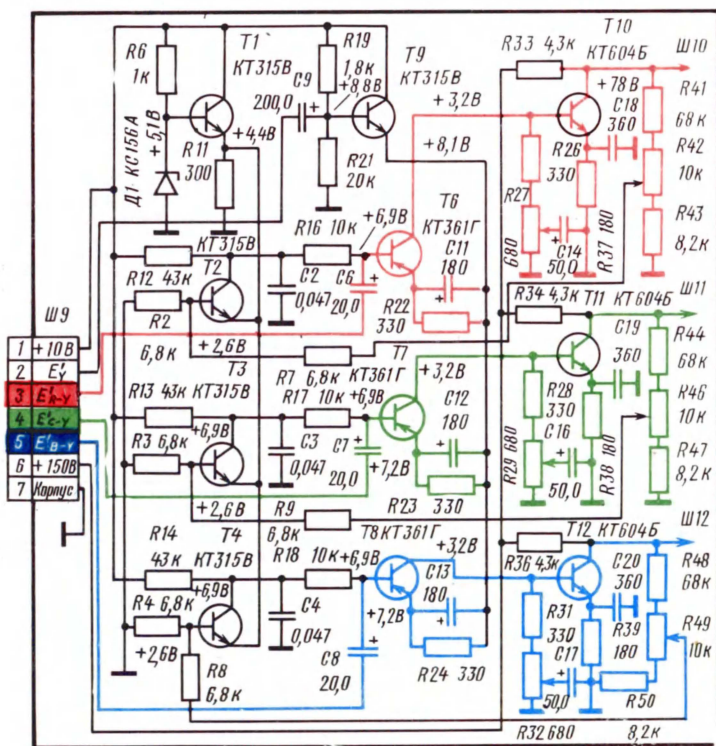 R6
1к
Т1
КТ315В
R19
1,8к
Т9
КТ315В
R33 4,3к
Т10
КТ604Б
Ш10
С9
200,0
+8,8В
+5,1В
Д1 КС156А
R11
300
+4,4В
R21
20к
+3,2В
+8,1В
+78В
С18
360
R41
68к
R42
10к
R43
8,2к
R26
330
R27
680
С14
50,0
R37 180
R16 10к
+6,9В
Т6
КТ361Г
КТ315В
R12 43к
Т2
R2
6,8к
+2,6В
С2
0,047
С6
20,0
С11
180
R22
330
R34 4,3к
Т11
КТ604Б
Ш11
Ш9
1 +10В
2 E'Y
3 E'R-Y
4 E'C-Y
5 E'B-Y
6 +150В
7 Корпус
R13 43к
Т3
КТ315В
R7 6,8к
R17 10к
+6,9В
Т7
КТ361Г
+3,2В
R3 6,8к
+6,9В
+2,6В
С3
0,047
С7
20,0
+7,2В
С12
180
R23
330
R9
6,8к
С19
360
R28
330
R29 680
С16
50,0
R38 180
R44
68к
R46
10к
R47
8,2к
R14
43к
Т4
КТ315В
R18 10к
+6,9В
Т8 КТ361Г
+3,2В
R36 4,3к
Т12 КТ604Б
Ш12
+6,9В
R4 6,8к
+2,6В
R8
6,8к
С4
0,047
С8
20,0
+7,2В
С13
180
R24 330
R31
330
С17
50,0
R32 680
С20
360
R39
180
R48
68к
R49
10к
R50
8,2к